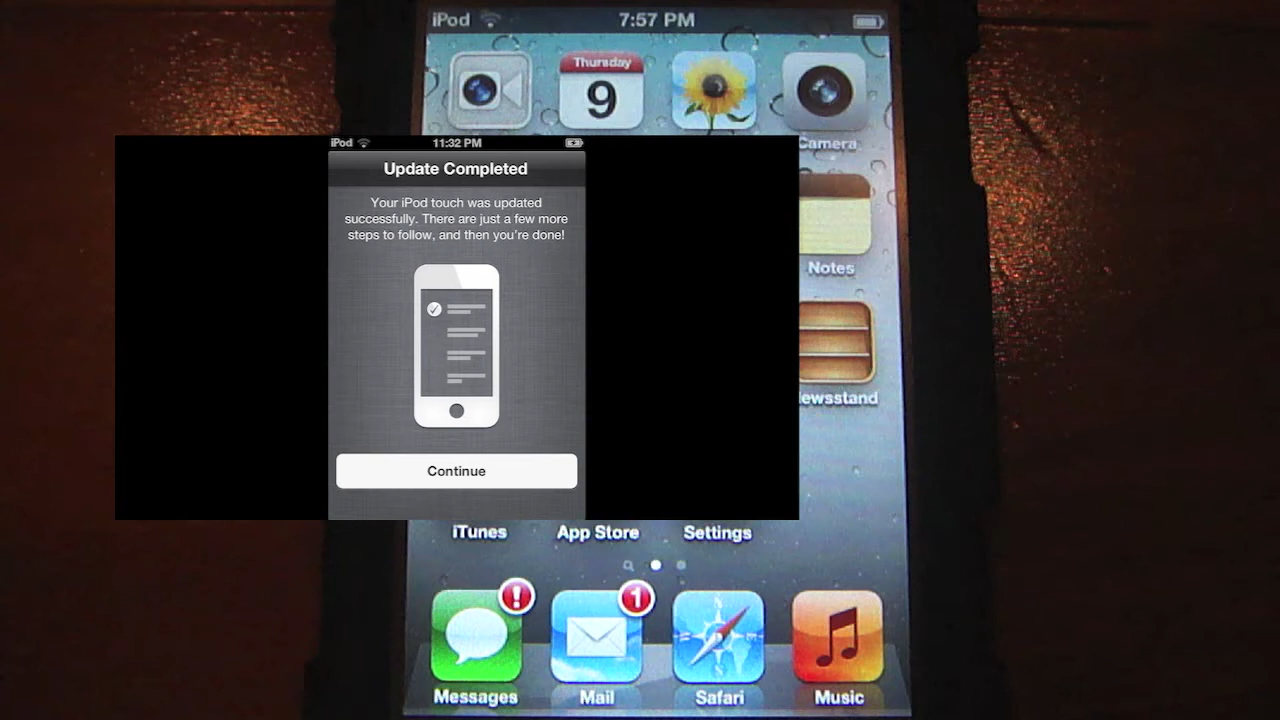 iPod 7:57 PM
Thursday
9
Camera
iPod 11:32 PM
Update Completed
Your iPod touch was updated
successfully. There are just a few more
steps to follow, and then you're done!
Continue
Notes
ewsstand
iTunes App Store Settings
! 1
Messages Mail Safari Music